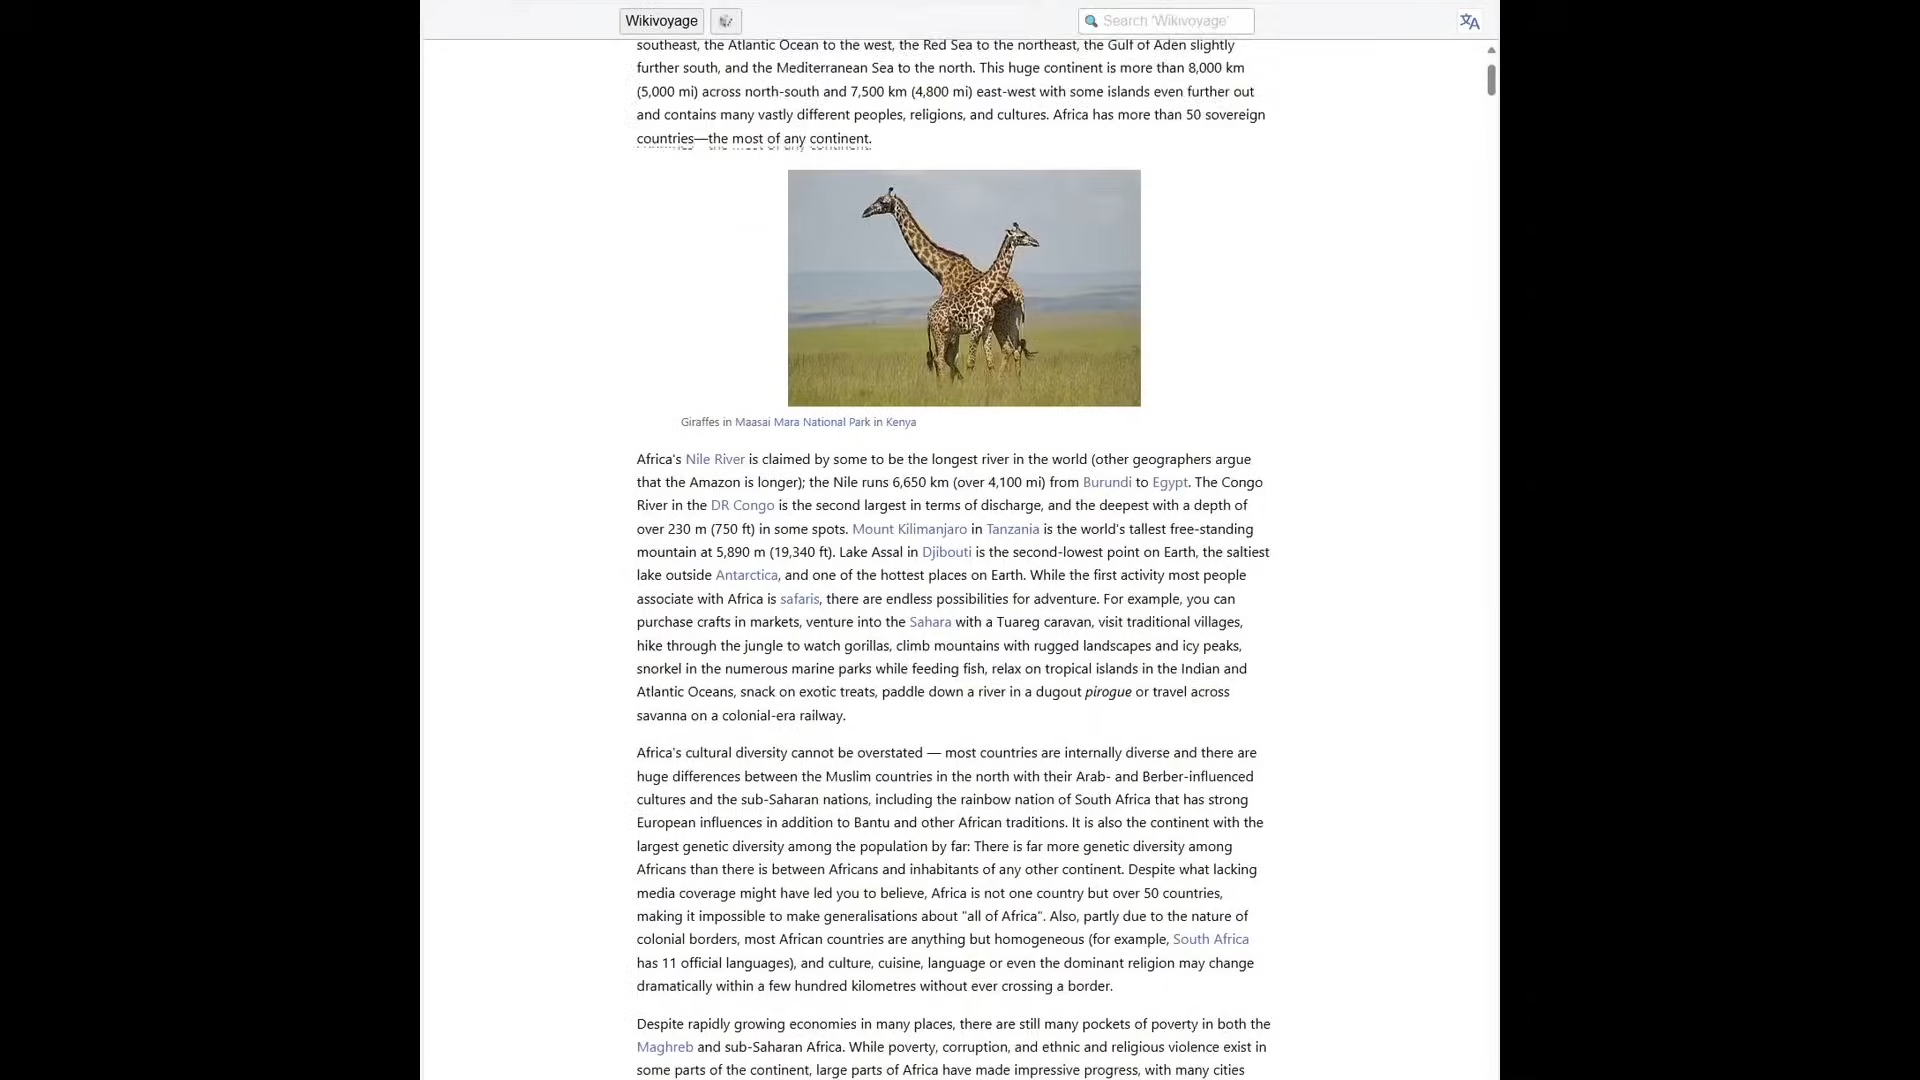 Wikivoyage
Search 'Wikivoyage'
southeast, the Atlantic Ocean to the west, the Red Sea to the northeast, the Gulf of Aden slightly
further south, and the Mediterranean Sea to the north. This huge continent is more than 8,000 km
(5,000 mi) across north-south and 7,500 km (4,800 mi) east-west with some islands even further out
and contains many vastly different peoples, religions, and cultures. Africa has more than 50 sovereign
countries—the most of any continent.
Giraffes in Maasai Mara National Park in Kenya
Africa's Nile River is claimed by some to be the longest river in the world (other geographers argue
that the Amazon is longer); the Nile runs 6,650 km (over 4,100 mi) from Burundi to Egypt. The Congo
River in the DR Congo is the second largest in terms of discharge, and the deepest with a depth of
over 230 m (750 ft) in some spots. Mount Kilimanjaro in Tanzania is the world's tallest free-standing
mountain at 5,890 m (19,340 ft). Lake Assal in Djibouti is the second-lowest point on Earth, the saltiest
lake outside Antarctica, and one of the hottest places on Earth. While the first activity most people
associate with Africa is safaris, there are endless possibilities for adventure. For example, you can
purchase crafts in markets, venture into the Sahara with a Tuareg caravan, visit traditional villages,
hike through the jungle to watch gorillas, climb mountains with rugged landscapes and icy peaks,
snorkel in the numerous marine parks while feeding fish, relax on tropical islands in the Indian and
Atlantic Oceans, snack on exotic treats, paddle down a river in a dugout pirogue or travel across
savanna on a colonial-era railway.
Africa's cultural diversity cannot be overstated — most countries are internally diverse and there are
huge differences between the Muslim countries in the north with their Arab- and Berber-influenced
cultures and the sub-Saharan nations, including the rainbow nation of South Africa that has strong
European influences in addition to Bantu and other African traditions. It is also the continent with the
largest genetic diversity among the population by far: There is far more genetic diversity among
Africans than there is between Africans and inhabitants of any other continent. Despite what lacking
media coverage might have led you to believe, Africa is not one country but over 50 countries,
making it impossible to make generalisations about "all of Africa". Also, partly due to the nature of
colonial borders, most African countries are anything but homogeneous (for example, South Africa
has 11 official languages), and culture, cuisine, language or even the dominant religion may change
dramatically within a few hundred kilometres without ever crossing a border.
Despite rapidly growing economies in many places, there are still many pockets of poverty in both the
Maghreb and sub-Saharan Africa. While poverty, corruption, and ethnic and religious violence exist in
some parts of the continent, large parts of Africa have made impressive progress, with many cities